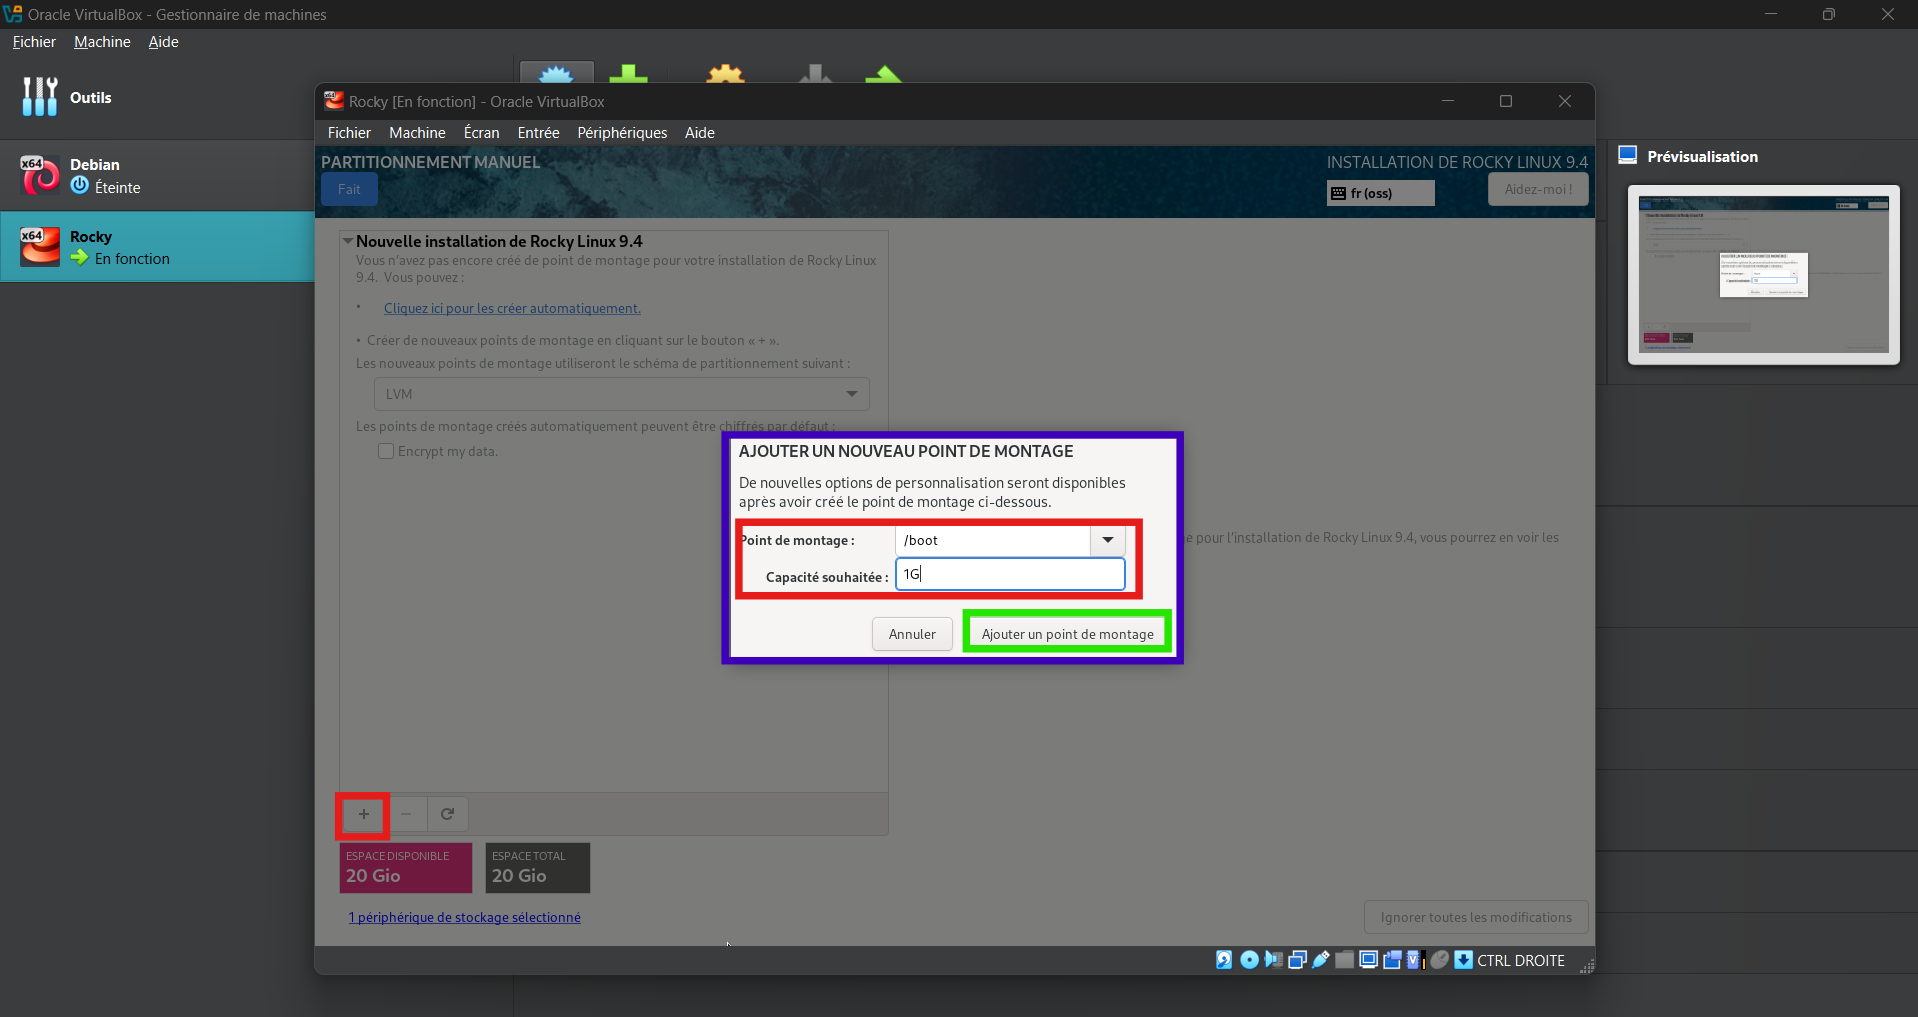 Oracle VirtualBox - Gestionnaire de machines
Fichier Machine Aide
Outils
x64 Debian
Éteinte
x64 Rocky
En fonction
x64 Rocky [En fonction] - Oracle VirtualBox
Fichier Machine Écran Entrée Périphériques Aide
PARTITIONNEMENT MANUEL
Fait
INSTALLATION DE ROCKY LINUX 9.4
fr (oss)
Aidez-moi !
Nouvelle installation de Rocky Linux 9.4
Vous n'avez pas encore créé de point de montage pour votre installation de Rocky Linux
9.4. Vous pouvez :
• Cliquez ici pour les créer automatiquement.
• Créer de nouveaux points de montage en cliquant sur le bouton « + ».
Les nouveaux points de montage utiliseront le schéma de partitionnement suivant :
LVM
Les points de montage créés automatiquement peuvent être chiffrés par défaut :
Encrypt my data.
AJOUTER UN NOUVEAU POINT DE MONTAGE
De nouvelles options de personnalisation seront disponibles
après avoir créé le point de montage ci-dessous.
Point de montage : /boot
Capacité souhaitée : 1G
Annuler Ajouter un point de montage
pour l'installation de Rocky Linux 9.4, vous pourrez en voir les
+ −
ESPACE DISPONIBLE
20 Gio
ESPACE TOTAL
20 Gio
1 périphérique de stockage sélectionné
Ignorer toutes les modifications
CTRL DROITE
Prévisualisation